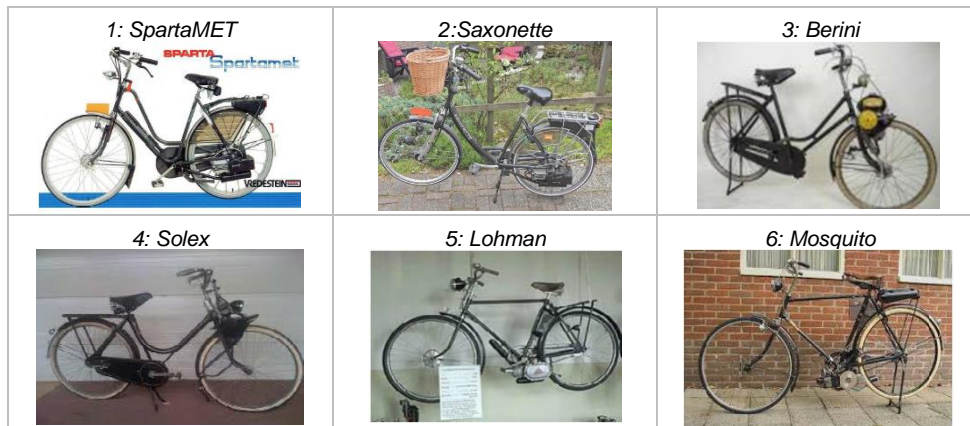 1: SpartaMET
2:Saxonette
3: Berini
SPARTA
Spartamet
VREDESTEIN
4: Solex
5: Lohman
6: Mosquito